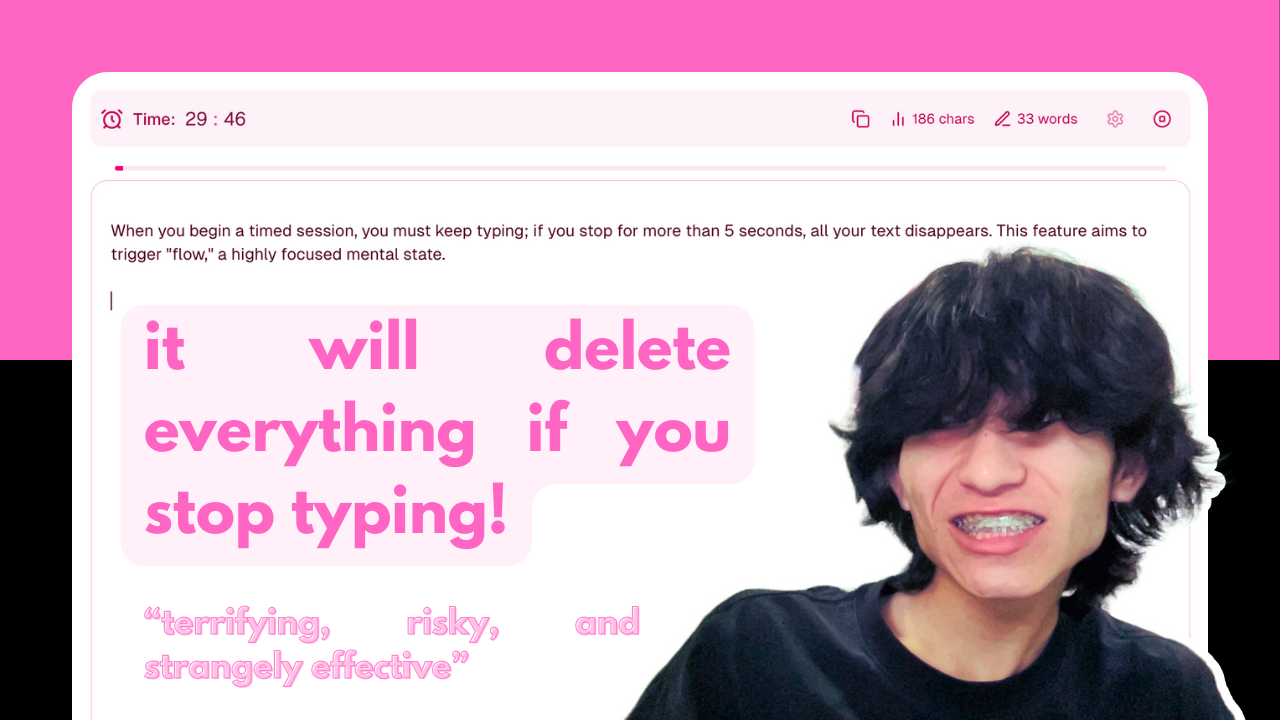 Time: 29 : 46 186 chars 33 words
When you begin a timed session, you must keep typing; if you stop for more than 5 seconds, all your text disappears. This feature aims to
trigger "flow," a highly focused mental state.
it will delete
everything if you
stop typing!
“terrifying, risky, and
strangely effective”